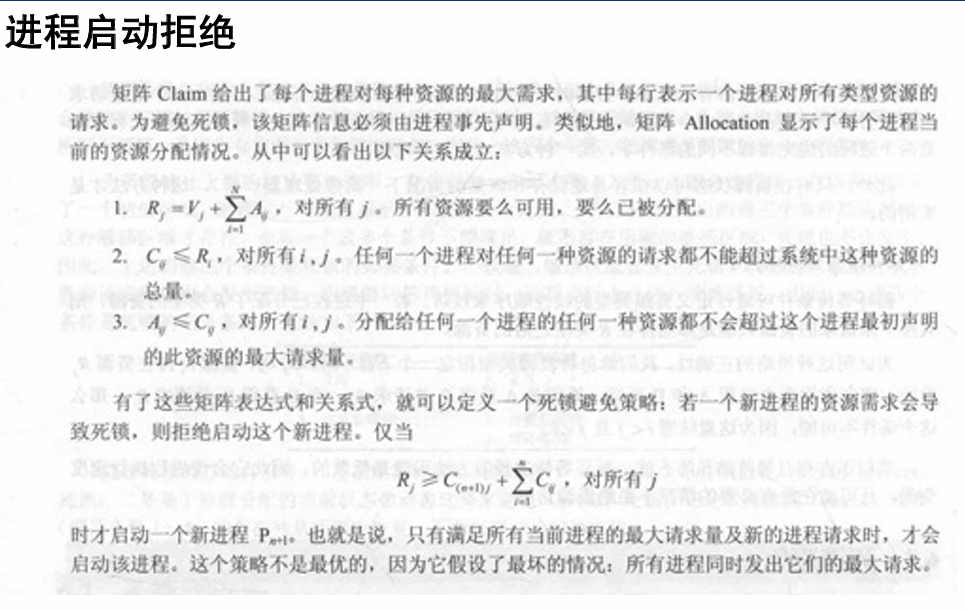 进程启动拒绝
矩阵 Claim 给出了每个进程对每种资源的最大需求，其中每行表示一个进程对所有类型资源的
请求。为避免死锁，该矩阵信息必须由进程事先声明。类似地，矩阵 Allocation 显示了每个进程当
前的资源分配情况。从中可以看出以下关系成立：
1. R_j = V_j + ∑_{i=1}^{N} A_{ij}，对所有 j。所有资源要么可用，要么已被分配。
2. C_{ij} ≤ R_i，对所有 i, j。任何一个进程对任何一种资源的请求都不能超过系统中这种资源的
总量。
3. A_{ij} ≤ C_{ij}，对所有 i, j。分配给任何一个进程的任何一种资源都不会超过这个进程最初声明
的此资源的最大请求量。
有了这些矩阵表达式和关系式，就可以定义一个死锁避免策略：若一个新进程的资源需求会导
致死锁，则拒绝启动这个新进程。仅当
R_j ≥ C_{(n+1)j} + ∑_{i=1}^{n} C_{ij}，对所有 j
时才启动一个新进程 P_{n+1}。也就是说，只有满足所有当前进程的最大请求量及新的进程请求时，才会
启动该进程。这个策略不是最优的，因为它假设了最坏的情况：所有进程同时发出它们的最大请求。